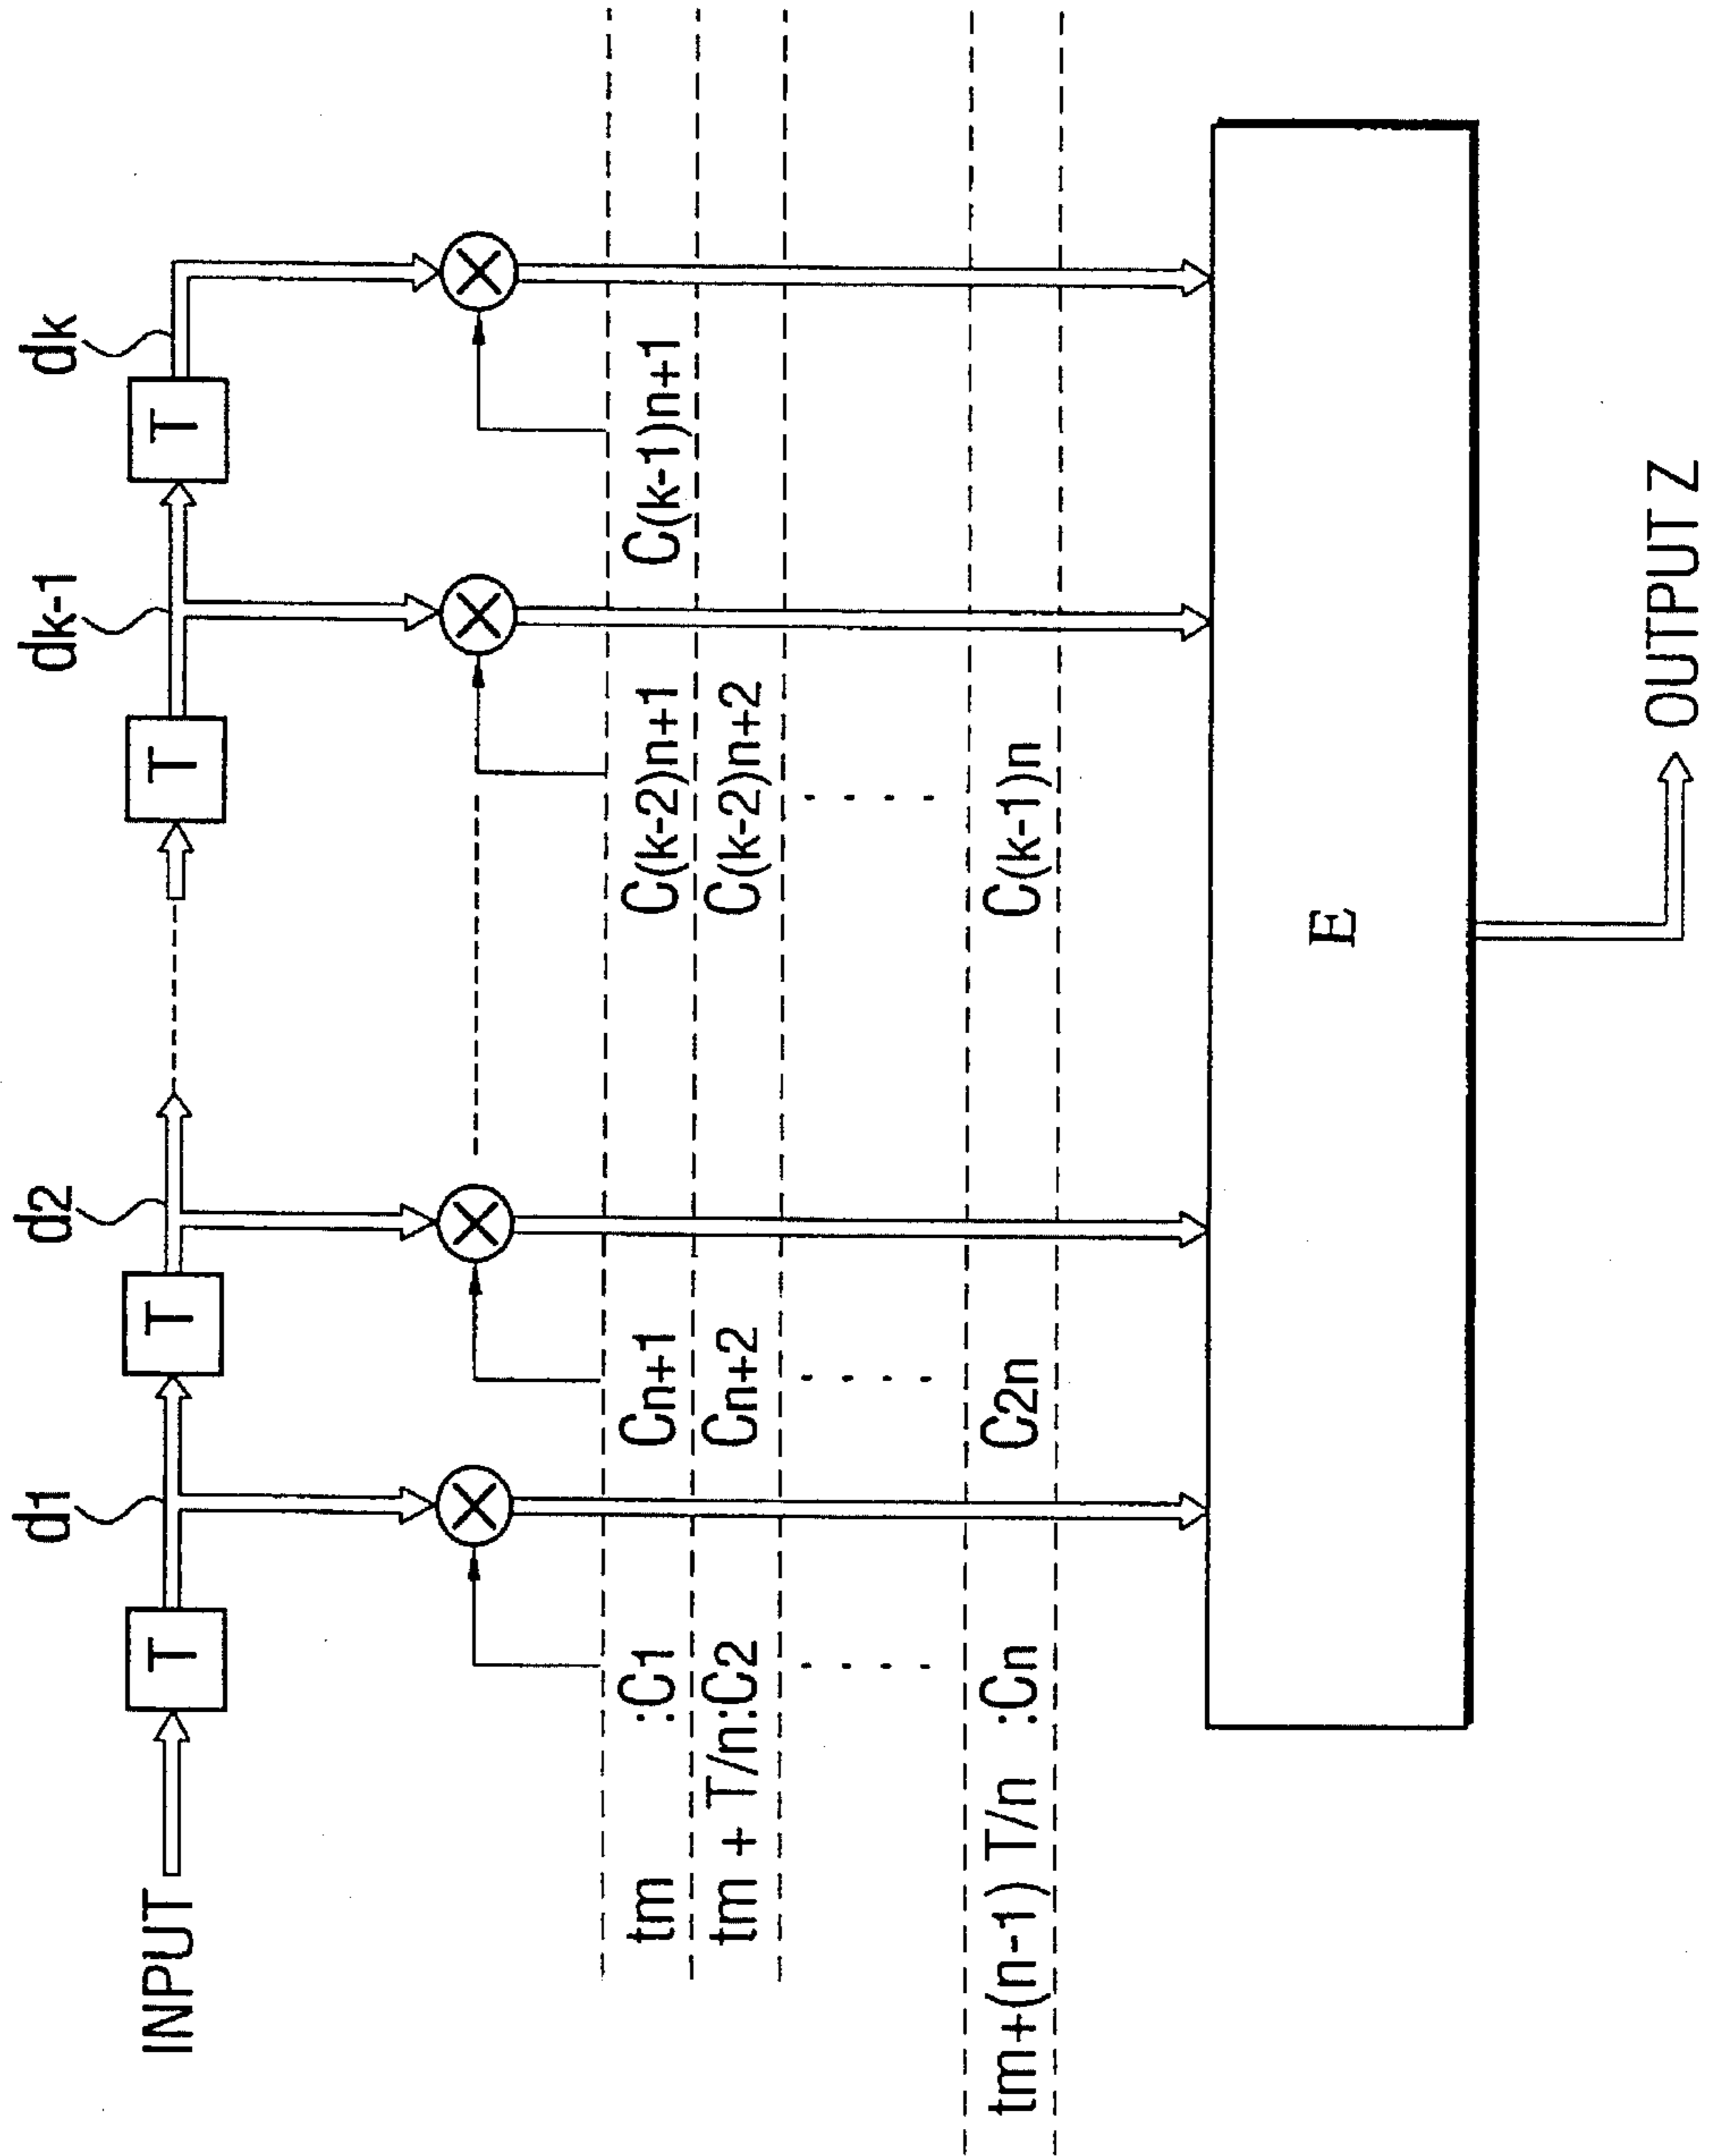 d1 d2 dk-1 dk
INPUT T T T T
× × × ×
tm :C1 Cn+1 C(k-2)n+1 C(k-1)n+1
tm + T/n:C2 Cn+2 C(k-2)n+2
tm+(n-1) T/n :Cn C2n C(k-1)n
E
OUTPUT Z